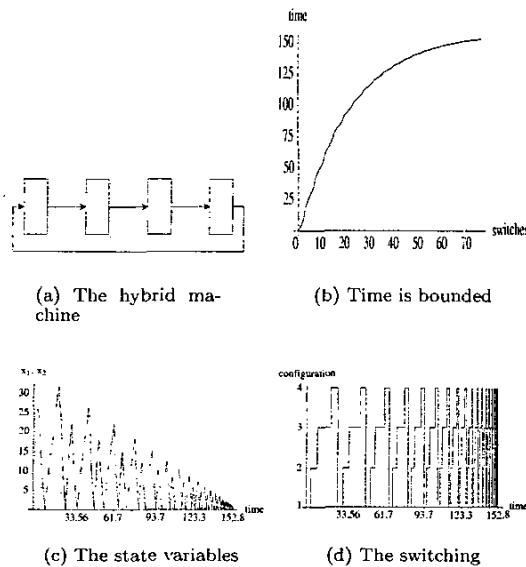 time
150
125
100
75
50
25
0
10 20 30 40 50 60 70
switches
(a) The hybrid ma-
chine
(b) Time is bounded
x₁, x₂
30
25
20
15
10
5
33.56 61.7 93.7 123.3 152.8
time
configuration
4
3
2
1
33.56 61.7 93.7 123.3 152.8
time
(c) The state variables
(d) The switching